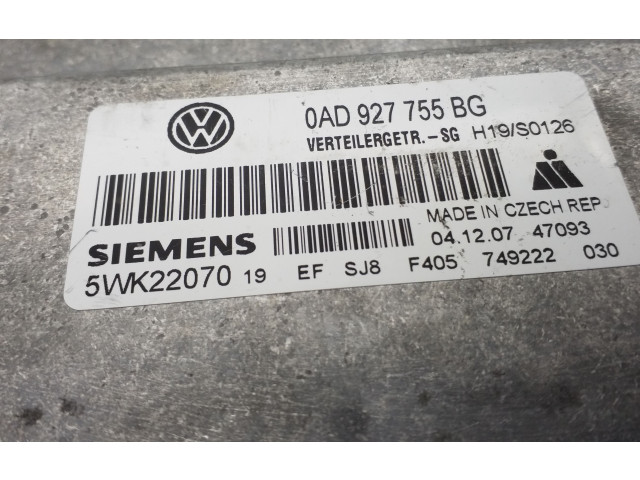 0AD 927 755 BG
VERTEILERGETR.-SG H19/S0126
MADE IN CZECH REP
SIEMENS 04.12.07 47093
5WK22070 19 EF SJ8 F405 749222 030